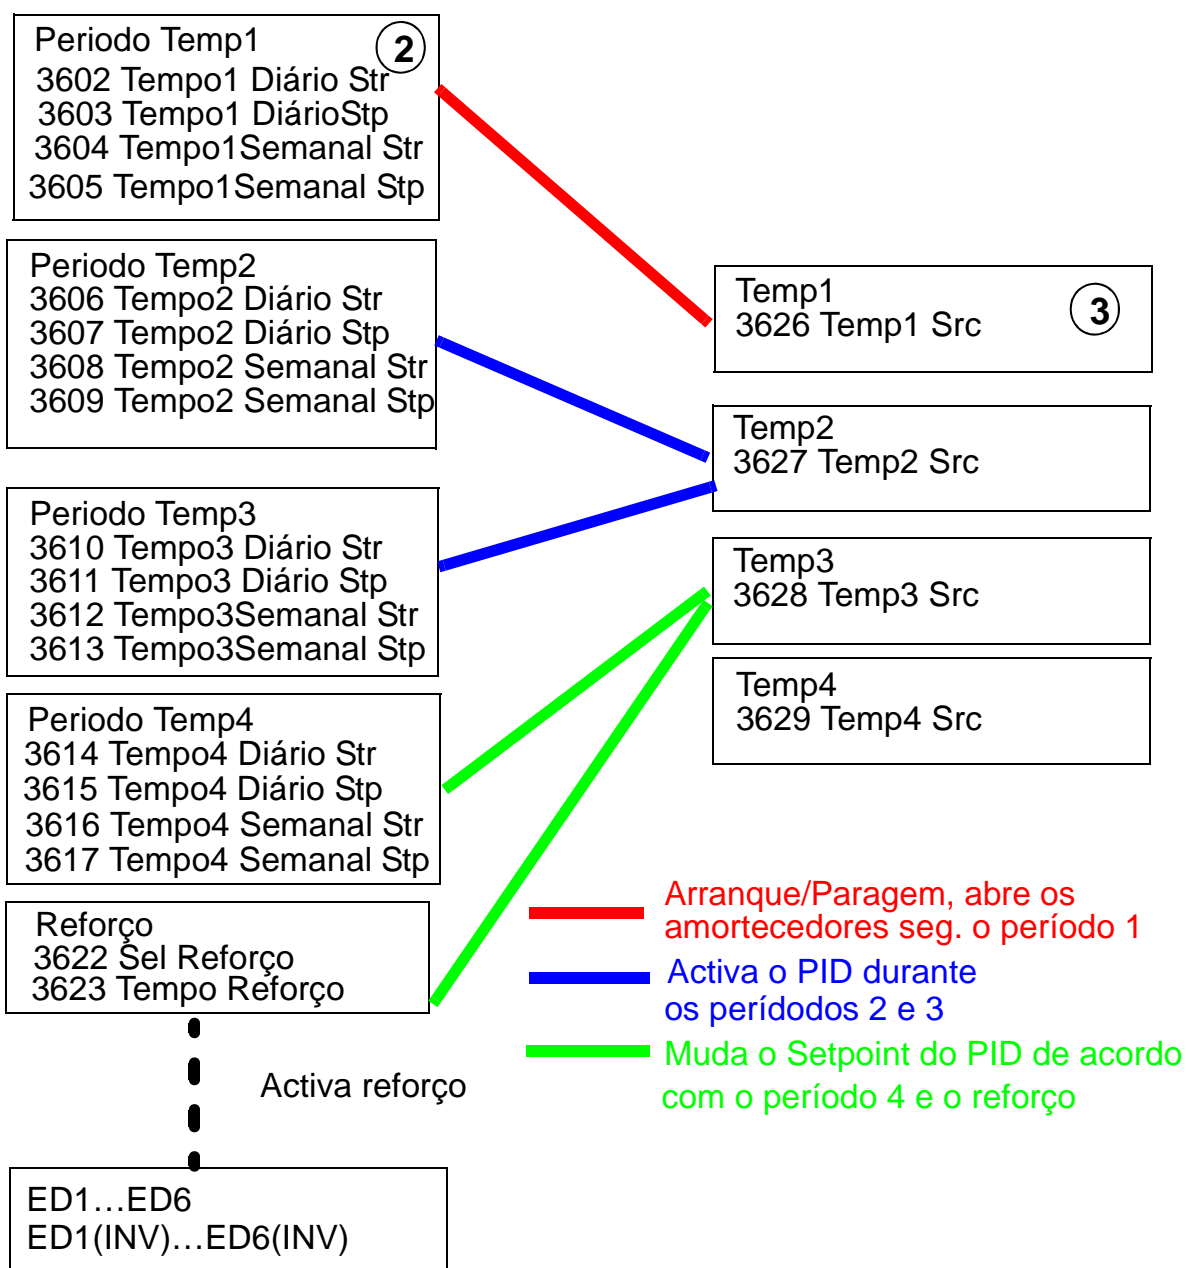 Periodo Temp1
2
3602 Tempo1 Diário Str
3603 Tempo1 DiárioStp
3604 Tempo1Semanal Str
3605 Tempo1Semanal Stp
Periodo Temp2
3606 Tempo2 Diário Str
3607 Tempo2 Diário Stp
3608 Tempo2 Semanal Str
3609 Tempo2 Semanal Stp
Periodo Temp3
3610 Tempo3 Diário Str
3611 Tempo3 Diário Stp
3612 Tempo3Semanal Str
3613 Tempo3Semanal Stp
Periodo Temp4
3614 Tempo4 Diário Str
3615 Tempo4 Diário Stp
3616 Tempo4 Semanal Str
3617 Tempo4 Semanal Stp
Reforço
3622 Sel Reforço
3623 Tempo Reforço
Activa reforço
ED1…ED6
ED1(INV)…ED6(INV)
Temp1
3626 Temp1 Src
3
Temp2
3627 Temp2 Src
Temp3
3628 Temp3 Src
Temp4
3629 Temp4 Src
Arranque/Paragem, abre os
amortecedores seg. o período 1
Activa o PID durante
os perídodos 2 e 3
Muda o Setpoint do PID de acordo
com o período 4 e o reforço